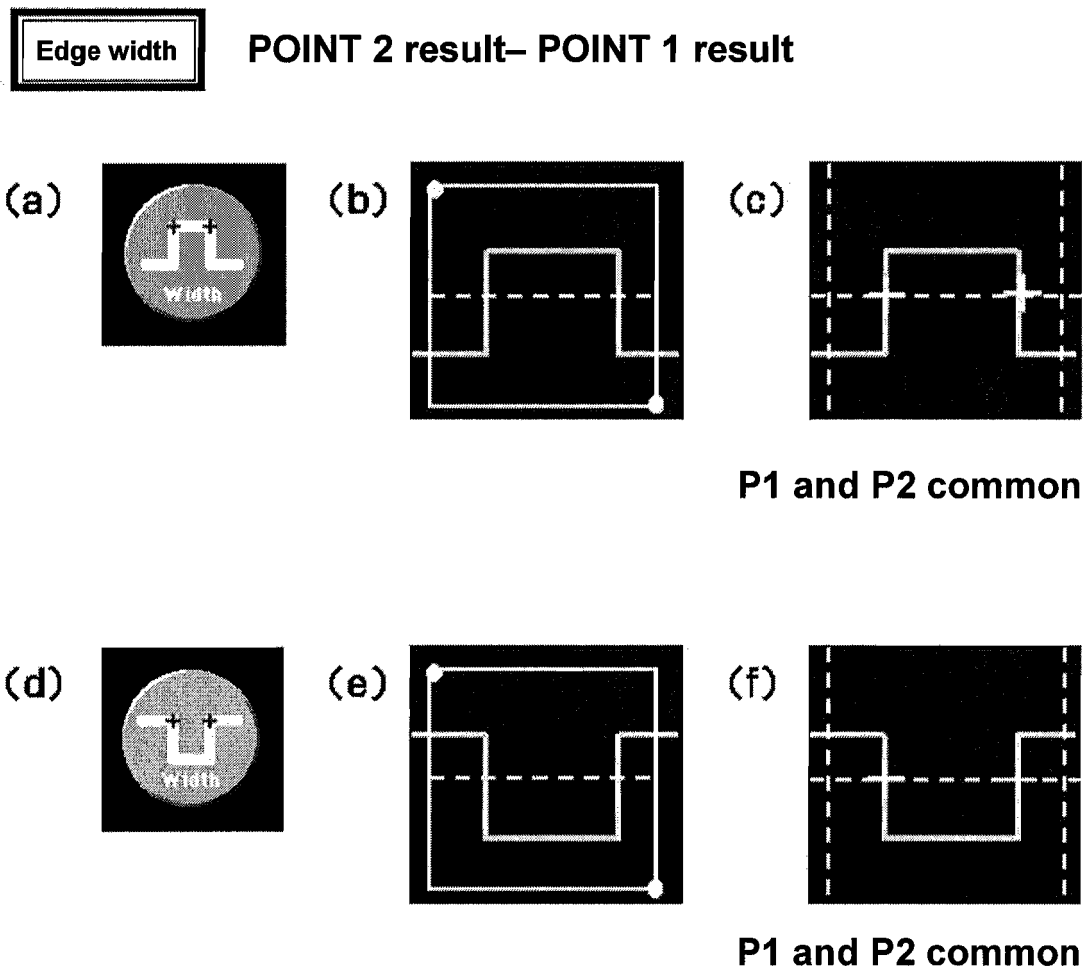 Edge width
POINT 2 result– POINT 1 result
(a)
Width
(b)
(c)
P1 and P2 common
(d)
Width
(e)
(f)
P1 and P2 common